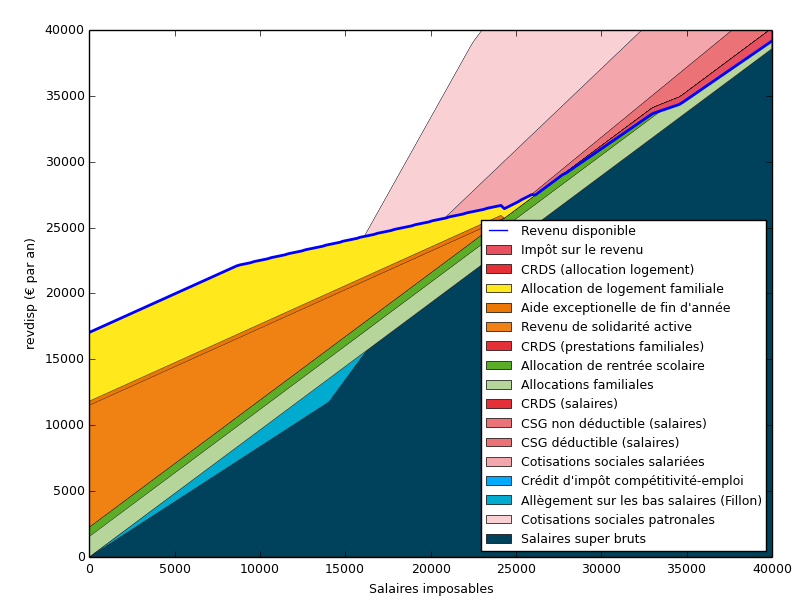 40000
35000
30000
25000
20000
15000
10000
5000
0
revdisp (€ par an)
Revenu disponible
Impôt sur le revenu
CRDS (allocation logement)
Allocation de logement familiale
Aide exceptionelle de fin d'année
Revenu de solidarité active
CRDS (prestations familiales)
Allocation de rentrée scolaire
Allocations familiales
CRDS (salaires)
CSG non déductible (salaires)
CSG déductible (salaires)
Cotisations sociales salariées
Crédit d'impôt compétitivité-emploi
Allègement sur les bas salaires (Fillon)
Cotisations sociales patronales
Salaires super bruts
0 5000 10000 15000 20000 25000 30000 35000 40000
Salaires imposables